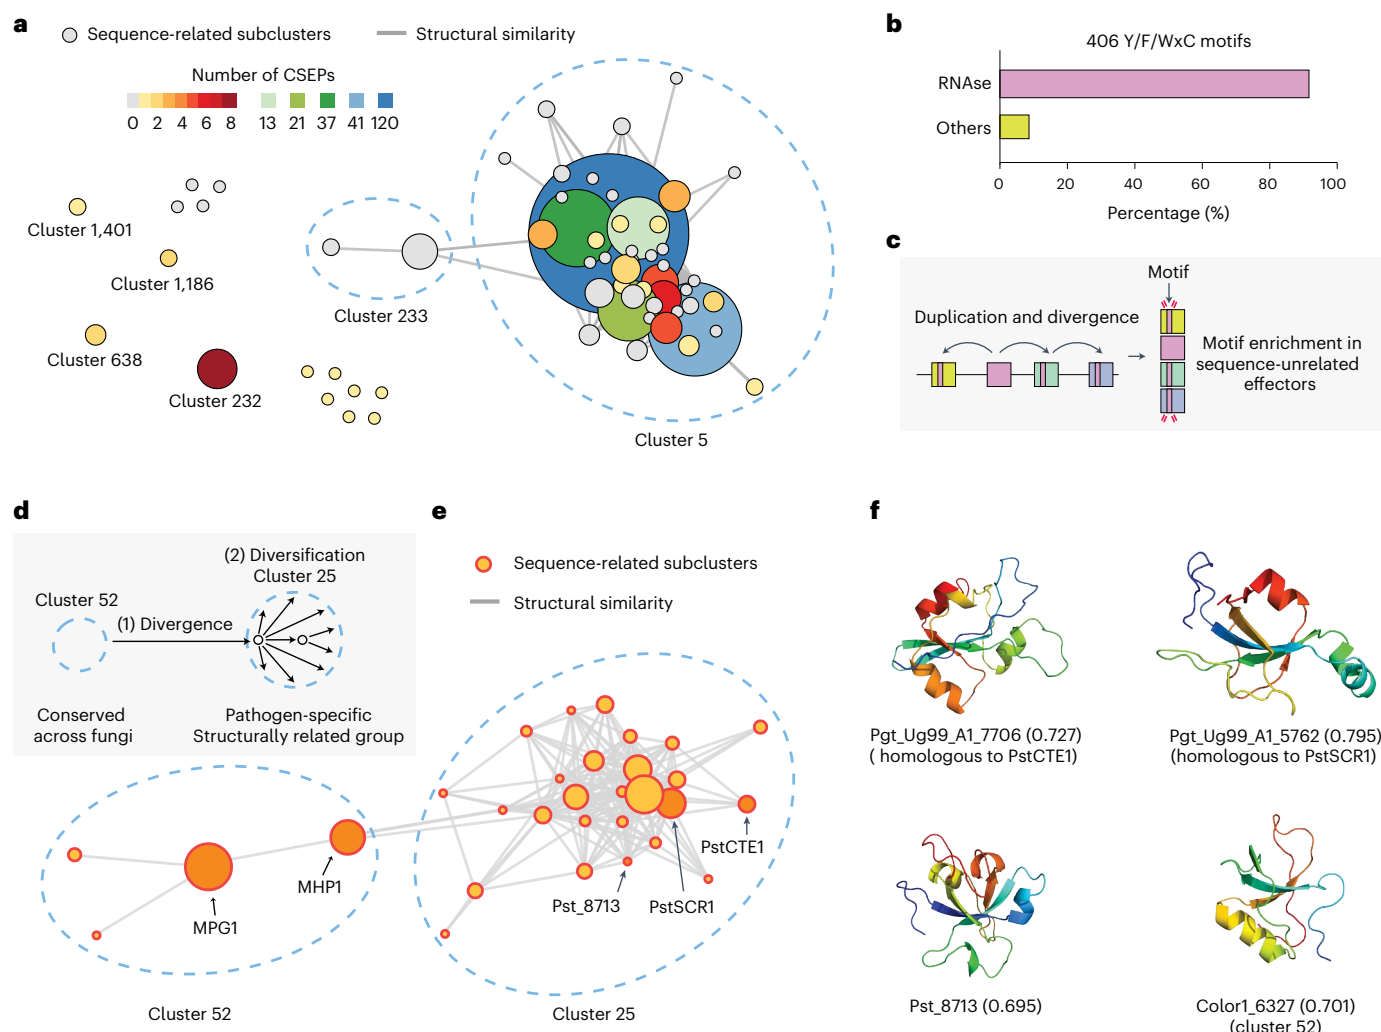 a
Sequence-related subclusters
Structural similarity
Number of CSEPs
0 2 4 6 8 13 21 37 41 120
Cluster 1,401
Cluster 1,186
Cluster 638
Cluster 232
Cluster 233
Cluster 5
b
406 Y/F/WxC motifs
RNAse
Others
0 20 40 60 80 100
Percentage (%)
c
Motif
Duplication and divergence
Motif enrichment in
sequence-unrelated
effectors
d
(2) Diversification
Cluster 25
Cluster 52
(1) Divergence
Conserved
across fungi
Pathogen-specific
Structurally related group
e
Sequence-related subclusters
Structural similarity
MHP1
MPG1
Cluster 52
PstCTE1
Pst_8713
PstSCR1
Cluster 25
f
Pgt_Ug99_A1_7706 (0.727)
( homologous to PstCTE1)
Pgt_Ug99_A1_5762 (0.795)
(homologous to PstSCR1)
Pst_8713 (0.695)
Color1_6327 (0.701)
(cluster 52)